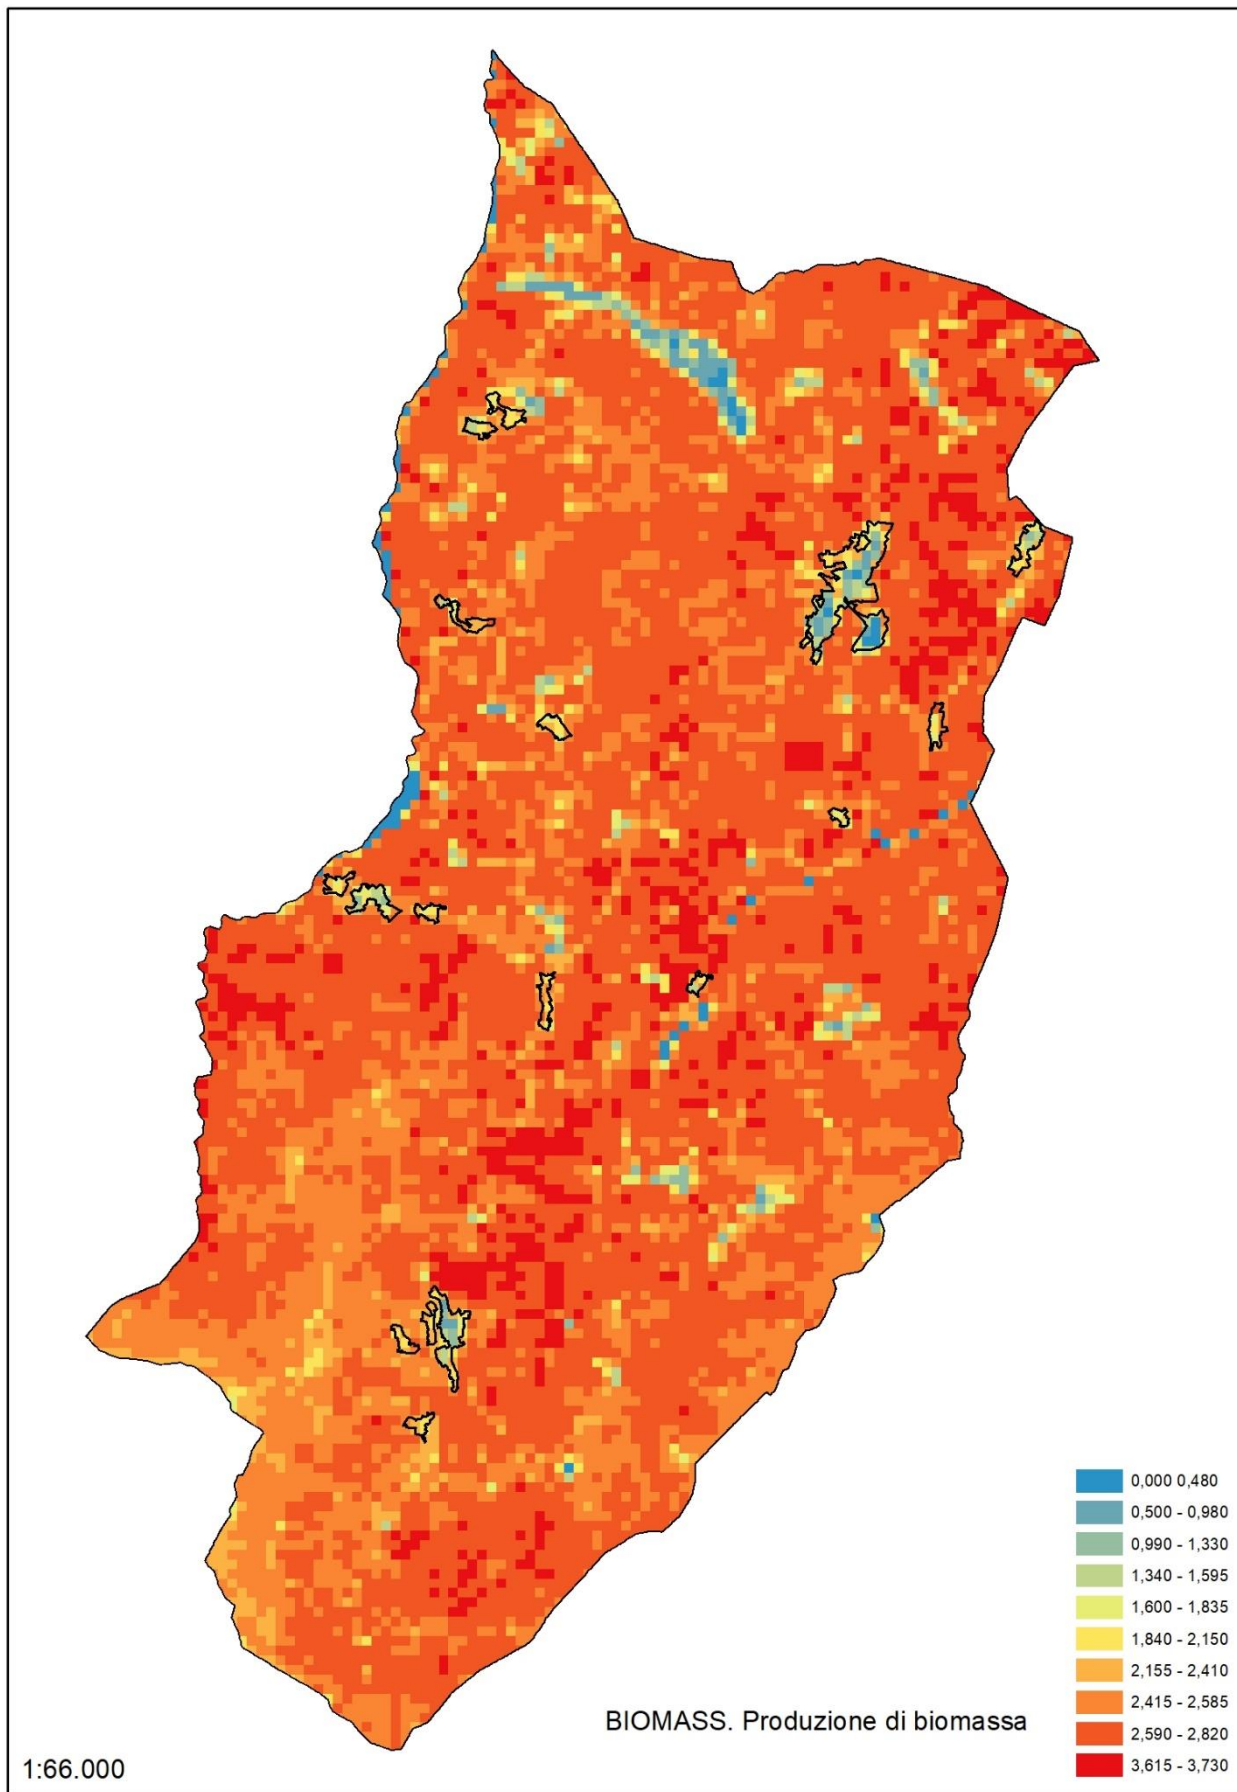 0,000 0,480
0,500 - 0,980
0,990 - 1,330
1,340 - 1,595
1,600 - 1,835
1,840 - 2,150
2,155 - 2,410
2,415 - 2,585
2,590 - 2,820
3,615 - 3,730
BIOMASS. Produzione di biomassa
1:66.000